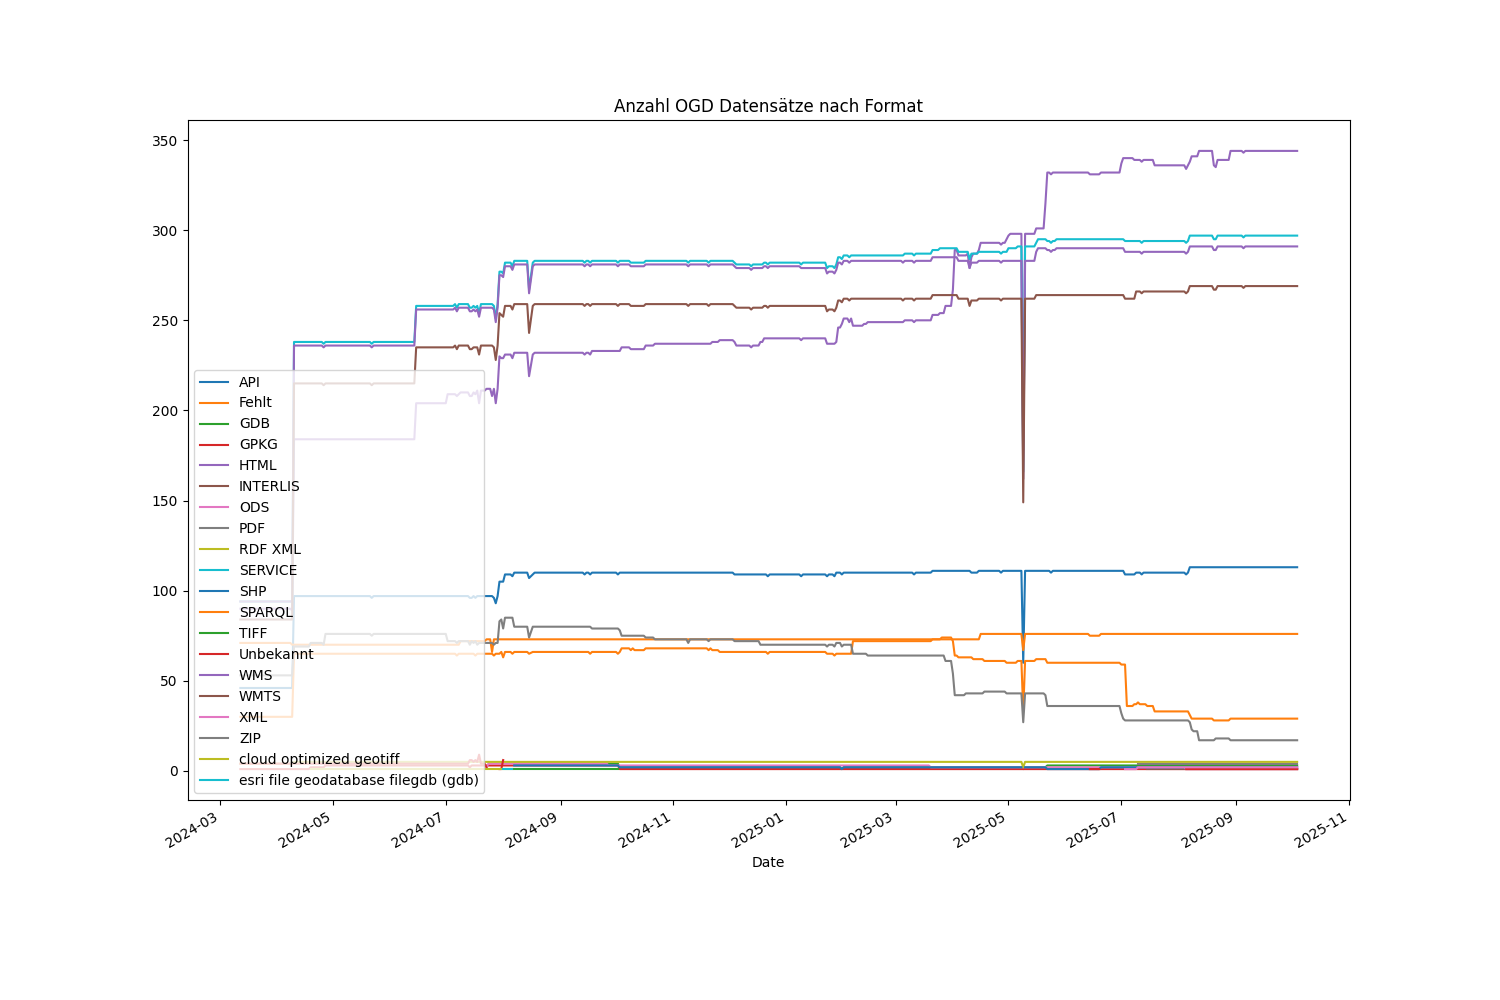 Anzahl OGD Datensätze nach Format
350
300
250
200
150
100
50
0
API
Fehlt
GDB
GPKG
HTML
INTERLIS
ODS
PDF
RDF XML
SERVICE
SHP
SPARQL
TIFF
Unbekannt
WMS
WMTS
XML
ZIP
cloud optimized geotiff
esri file geodatabase filegdb (gdb)
2024-03
2024-05
2024-07
2024-09
2024-11
2025-01
2025-03
2025-05
2025-07
2025-09
2025-11
Date